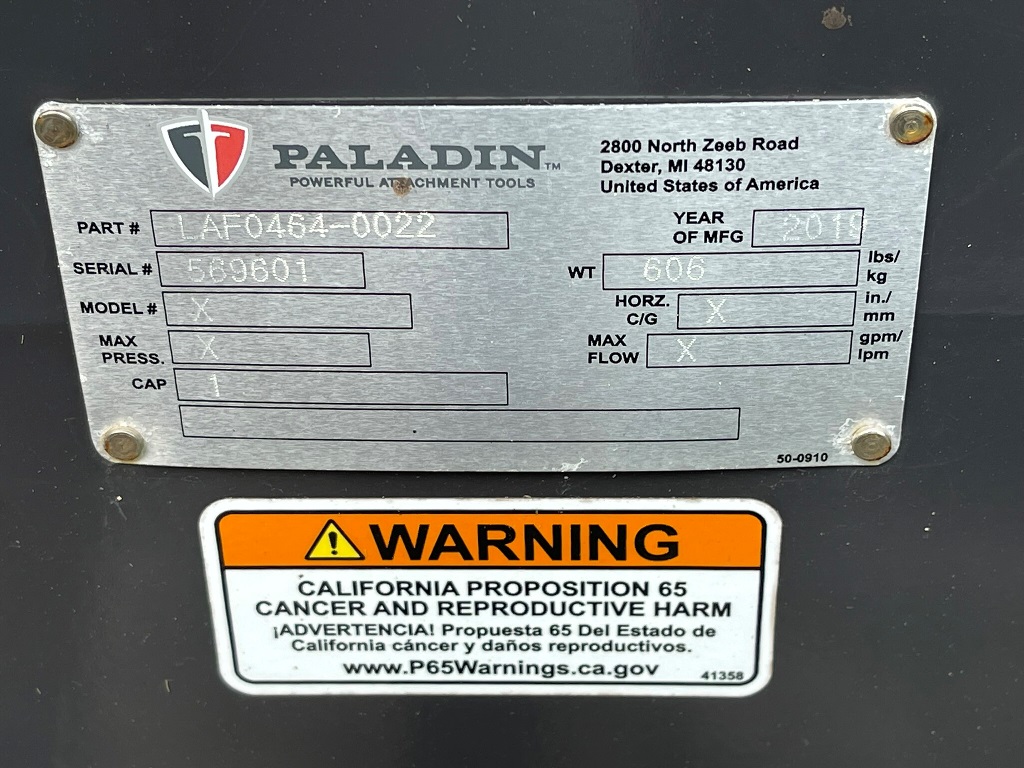 PALADIN™
POWERFUL ATTACHMENT TOOLS
2800 North Zeeb Road
Dexter, MI 48130
United States of America
PART # LAF0464-0022
YEAR OF MFG 2019
SERIAL # 569601
WT 606 lbs/kg
MODEL # X
HORZ. C/G X in./mm
MAX PRESS. X
MAX FLOW X gpm/lpm
CAP 1
50-0910
WARNING
CALIFORNIA PROPOSITION 65
CANCER AND REPRODUCTIVE HARM
¡ADVERTENCIA! Propuesta 65 Del Estado de
California cáncer y daños reproductivos.
www.P65Warnings.ca.gov
41358